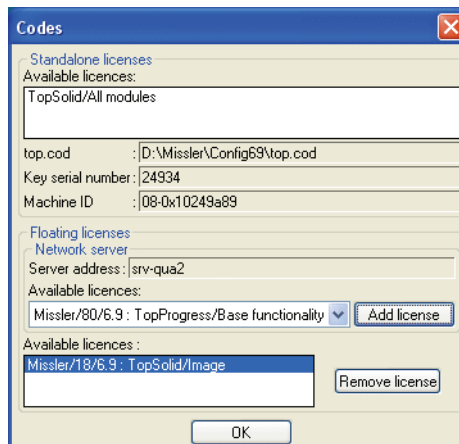 Codes
Standalone licenses
Available licences:
TopSolid/All modules
top.cod : D:\Missler\Config69\top.cod
Key serial number: 24934
Machine ID : 08-0x10249a89
Floating licenses
Network server
Server address: srv-qua2
Available licences:
Missler/80/6.9 : TopProgress/Base functionality Add license
Available licences :
Missler/18/6.9 : TopSolid/Image
Remove license
OK